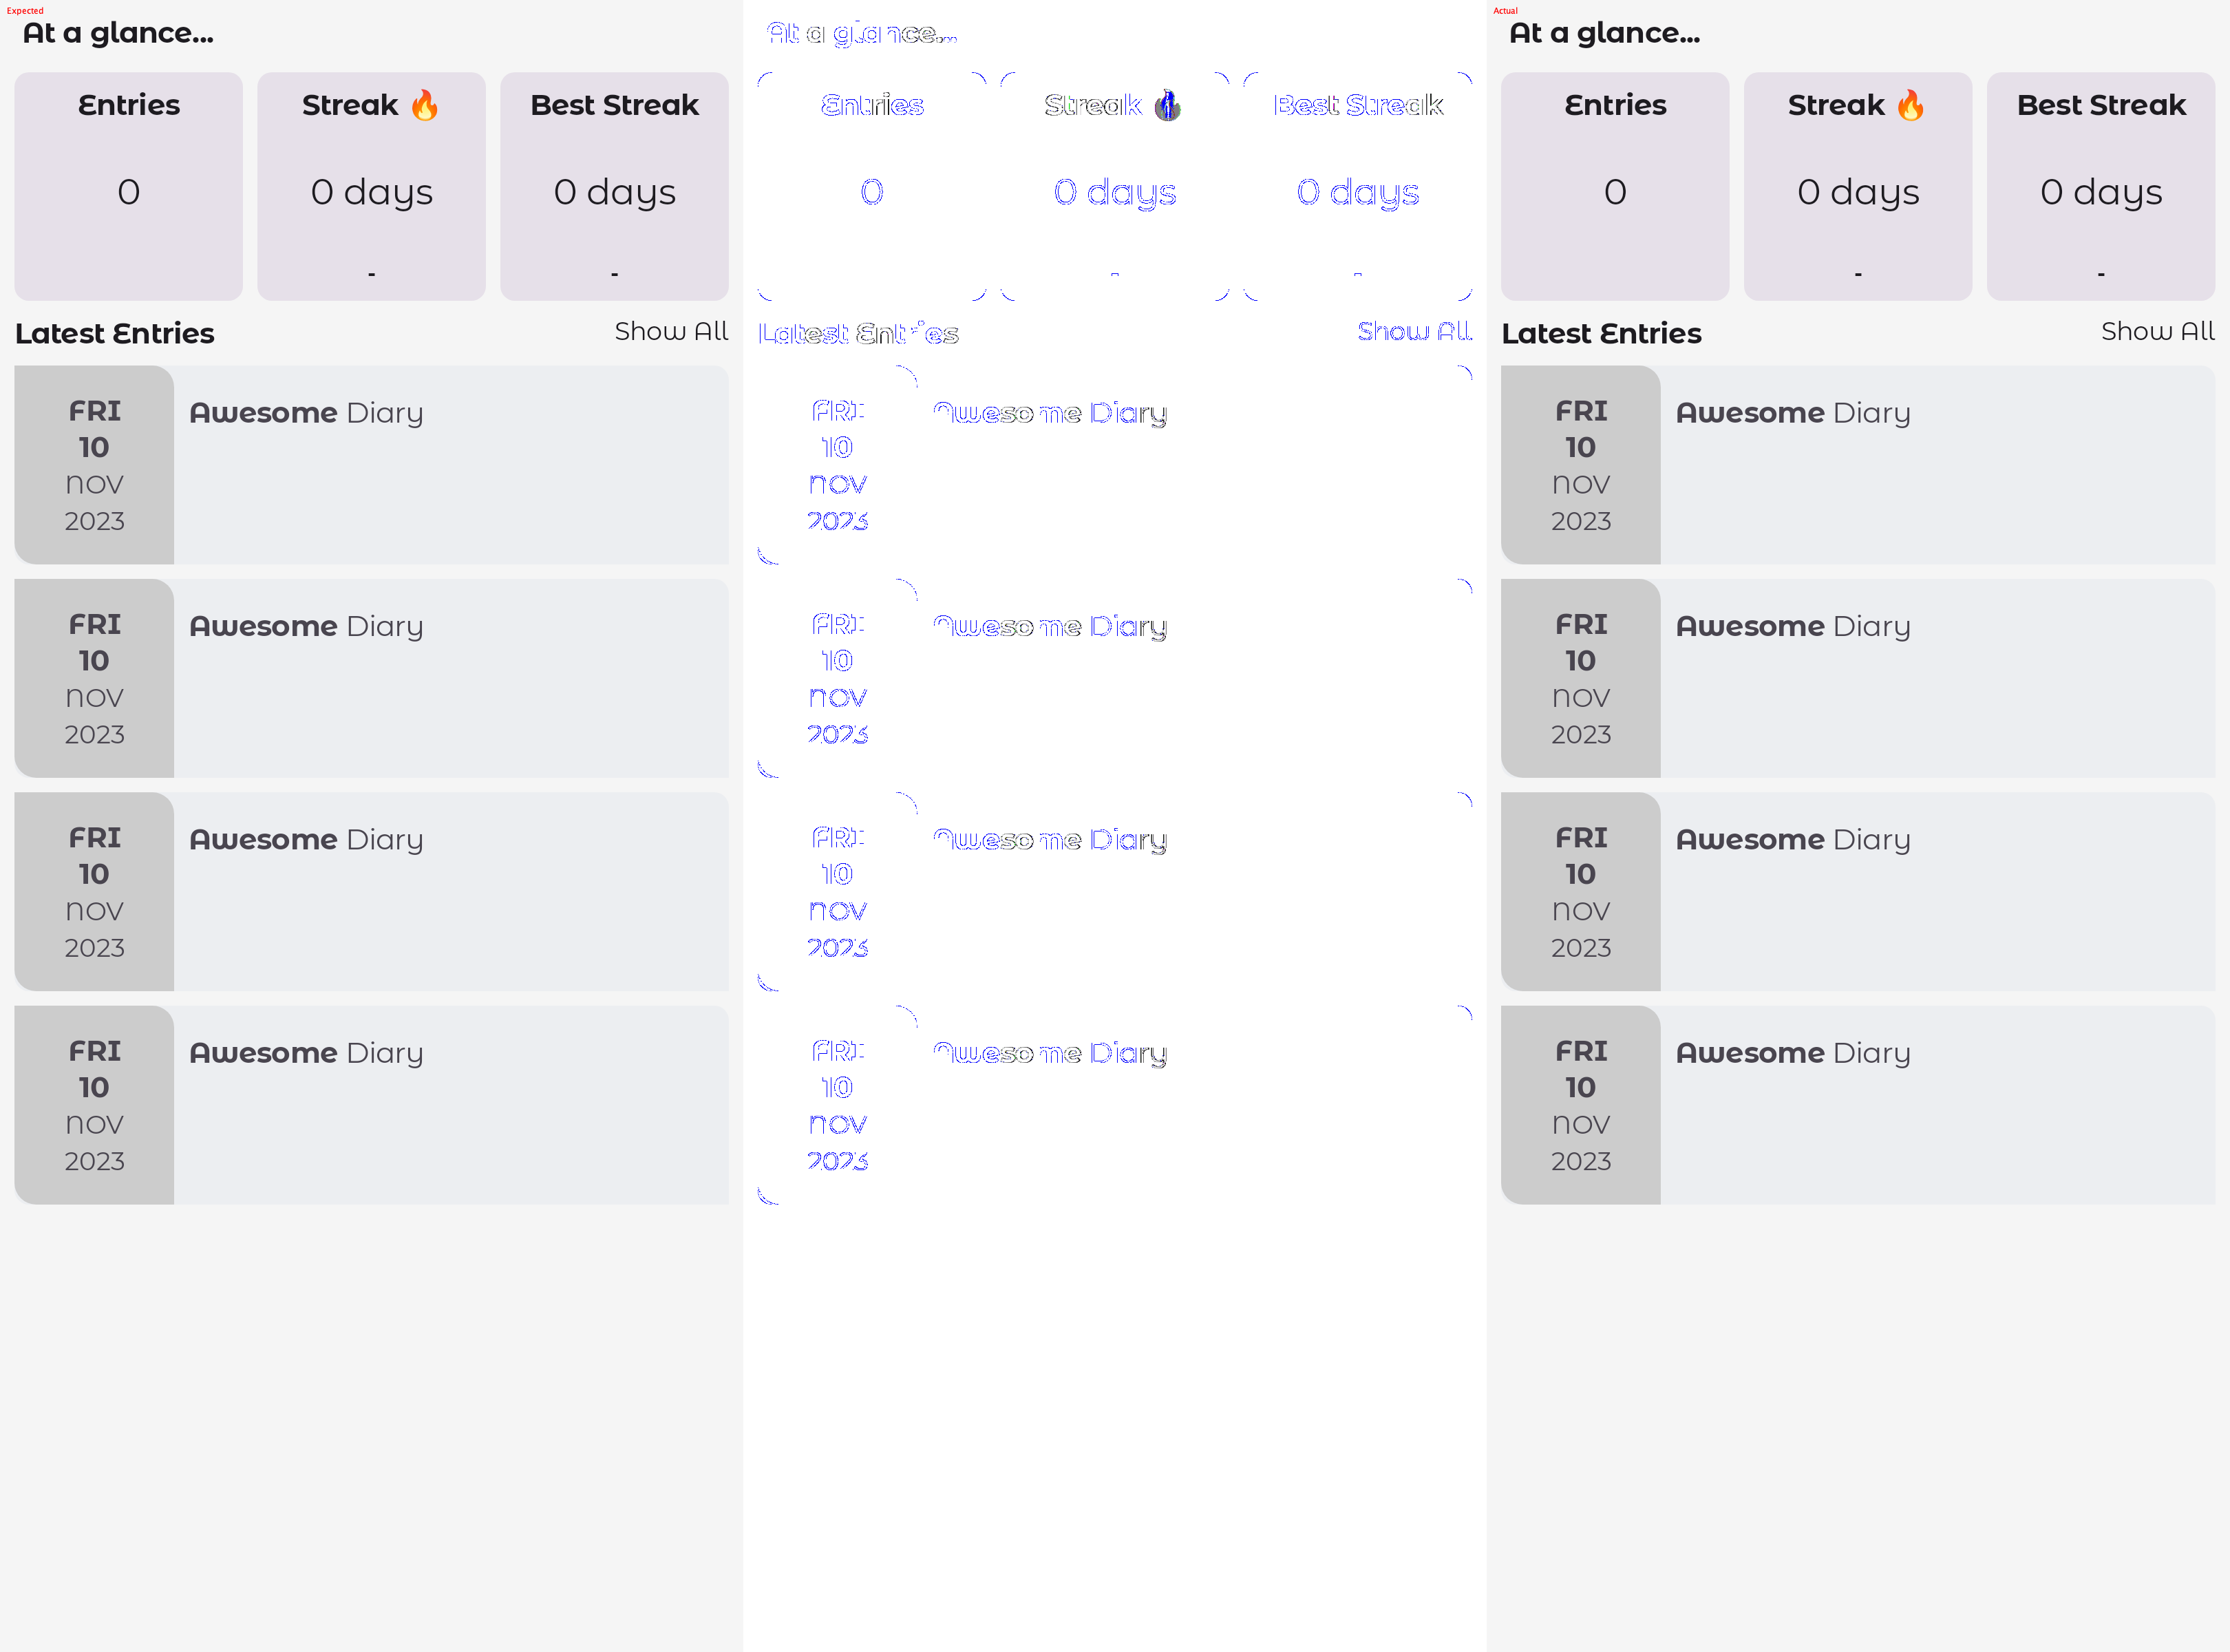 Expected
At a glance...
Entries
0
Streak 🔥
0 days
-
Best Streak
0 days
-
Latest Entries
Show All
FRI
10
NOV
2023
Awesome Diary
FRI
10
NOV
2023
Awesome Diary
FRI
10
NOV
2023
Awesome Diary
FRI
10
NOV
2023
Awesome Diary
At a glance...
Entries
0
Streak
0 days
-
Best Streak
0 days
-
Latest Entries
Show All
FRI
10
NOV
2023
Awesome Diary
FRI
10
NOV
2023
Awesome Diary
FRI
10
NOV
2023
Awesome Diary
FRI
10
NOV
2023
Awesome Diary
Actual
At a glance...
Entries
0
Streak 🔥
0 days
-
Best Streak
0 days
-
Latest Entries
Show All
FRI
10
NOV
2023
Awesome Diary
FRI
10
NOV
2023
Awesome Diary
FRI
10
NOV
2023
Awesome Diary
FRI
10
NOV
2023
Awesome Diary